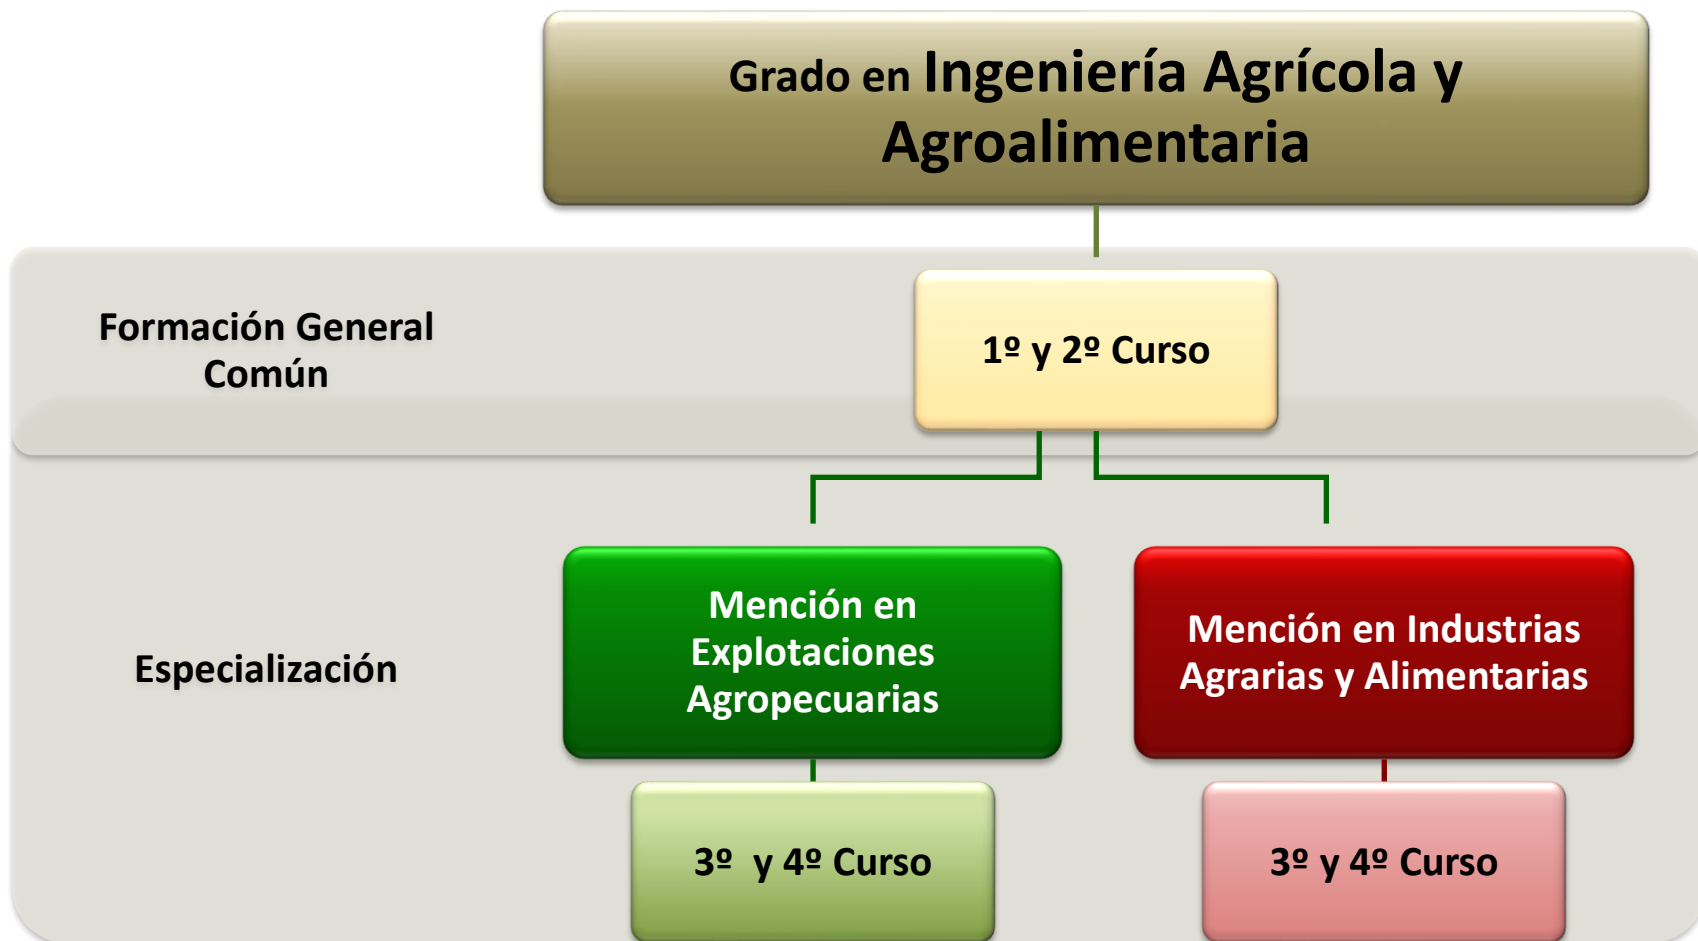 Grado en Ingeniería Agrícola y
Agroalimentaria
Formación General
Común
1º y 2º Curso
Especialización
Mención en
Explotaciones
Agropecuarias
Mención en Industrias
Agrarias y Alimentarias
3º y 4º Curso
3º y 4º Curso